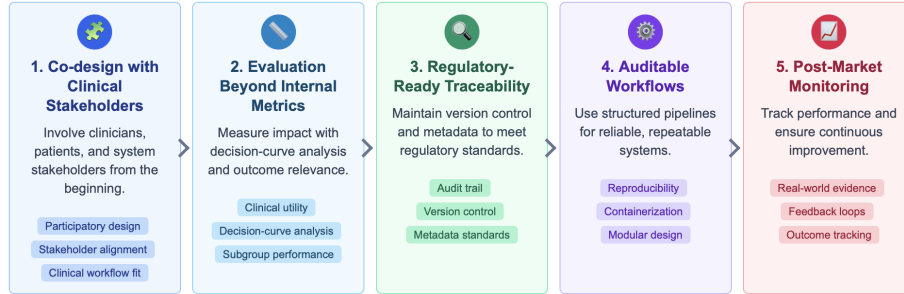 1. Co-design with
Clinical
Stakeholders
Involve clinicians,
patients, and system
stakeholders from the
beginning.
Participatory design
Stakeholder alignment
Clinical workflow fit
2. Evaluation
Beyond Internal
Metrics
Measure impact with
decision-curve analysis
and outcome relevance.
Clinical utility
Decision-curve analysis
Subgroup performance
3. Regulatory-
Ready Traceability
Maintain version control
and metadata to meet
regulatory standards.
Audit trail
Version control
Metadata standards
4. Auditable
Workflows
Use structured pipelines
for reliable, repeatable
systems.
Reproducibility
Containerization
Modular design
5. Post-Market
Monitoring
Track performance and
ensure continuous
improvement.
Real-world evidence
Feedback loops
Outcome tracking